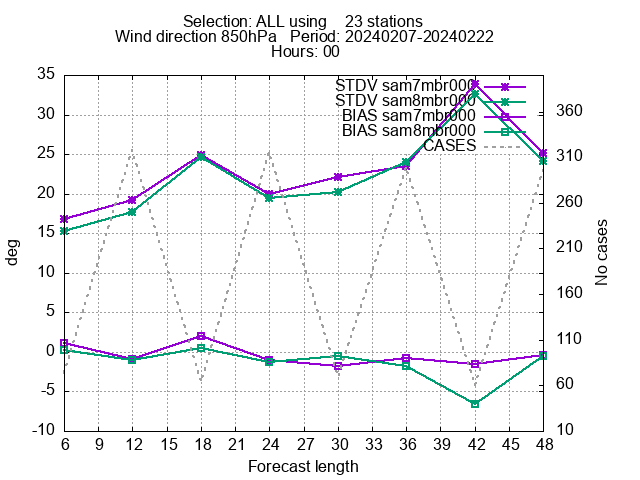 Selection: ALL using    23 stations
Wind direction 850hPa   Period: 20240207-20240222
Hours: 00
STDV sam7mbr000
STDV sam8mbr000
BIAS sam7mbr000
BIAS sam8mbr000
CASES
35
30
25
20
15
10
5
0
-5
-10
deg
360
310
260
210
160
110
60
10
No cases
6 9 12 15 18 21 24 27 30 33 36 39 42 45 48
Forecast length